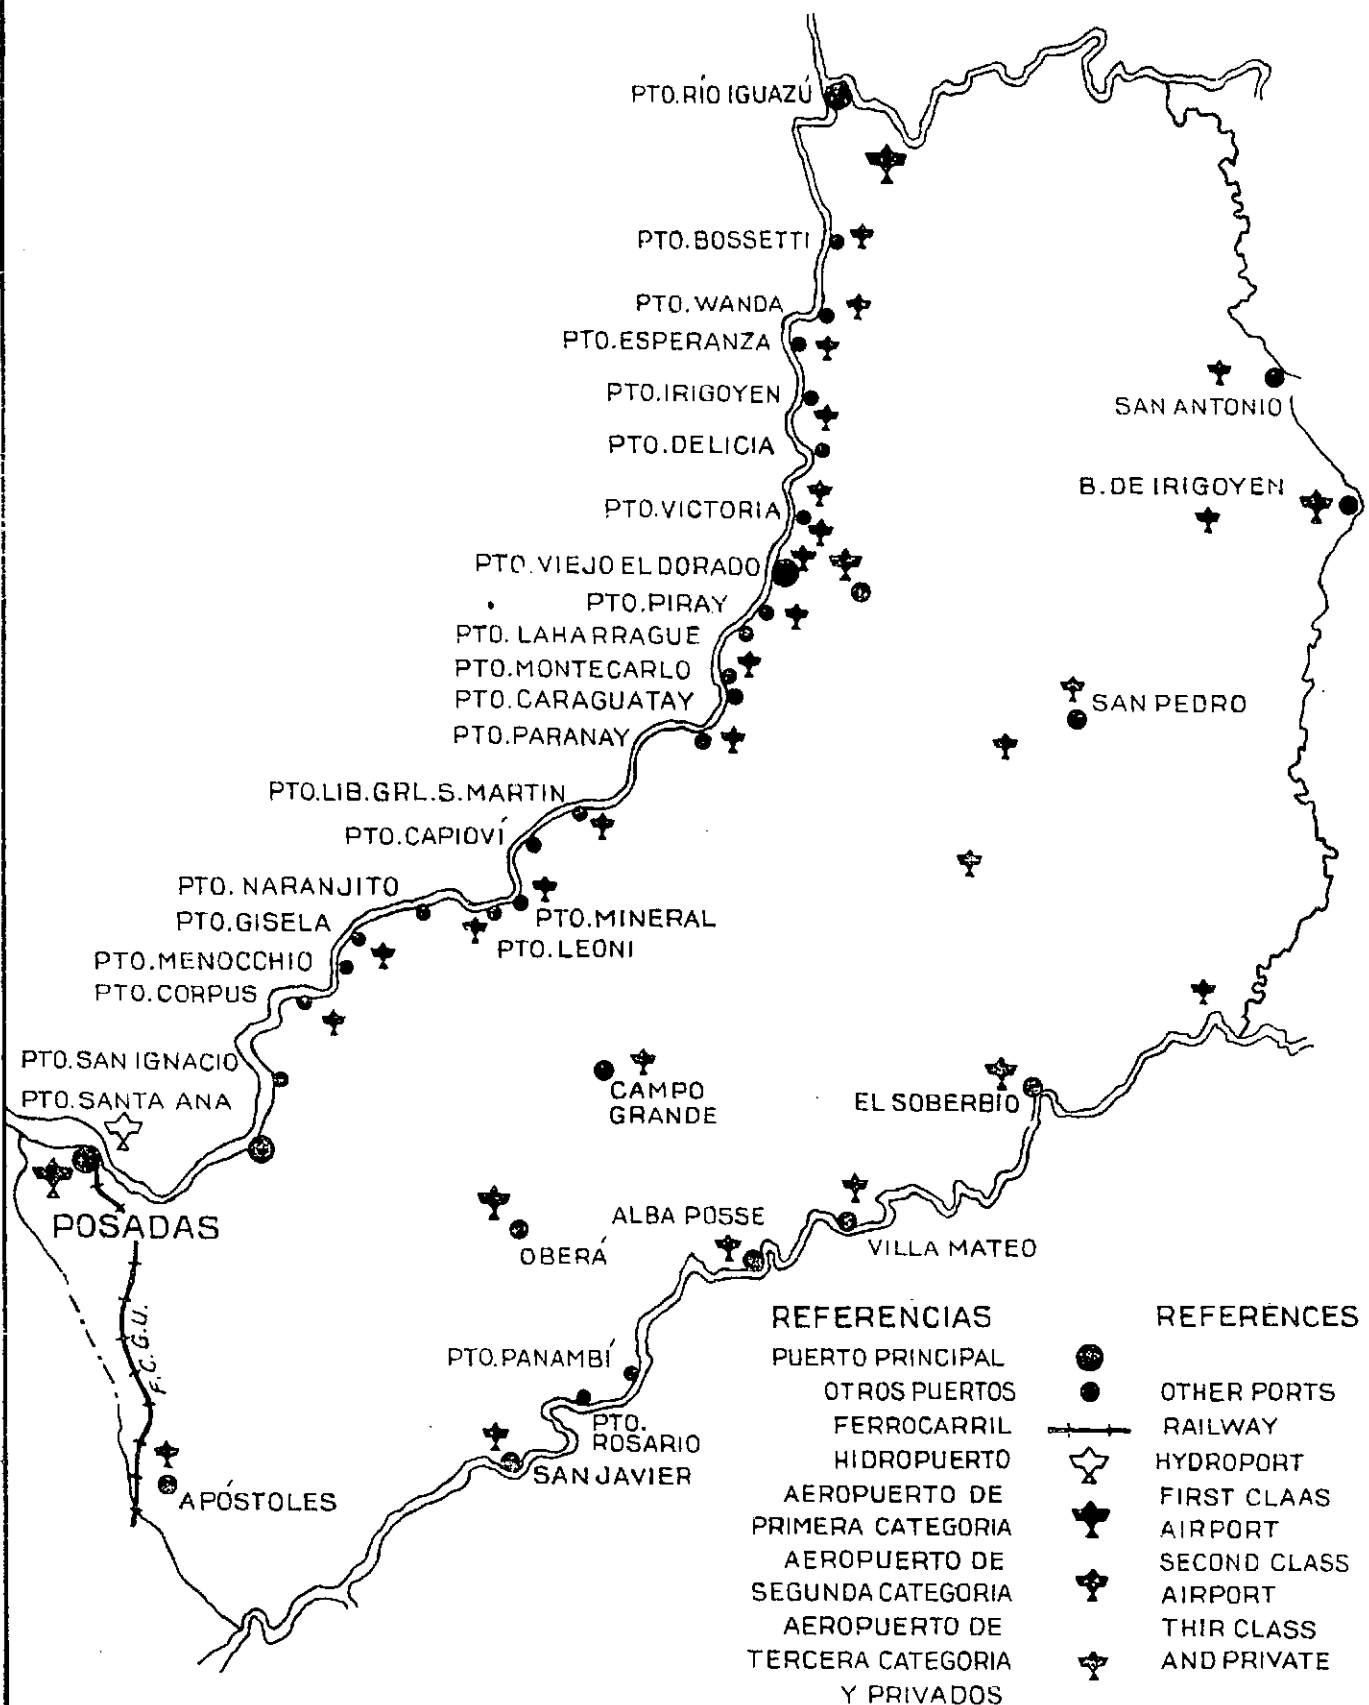 PTO.RÍO IGUAZÚ
PTO.BOSSETTI
PTO.WANDA
PTO.ESPERANZA
PTO.IRIGOYEN
SAN ANTONIO
PTO.DELICIA
B.DE IRIGOYEN
PTO.VICTORIA
PTO.VIEJO ELDORADO
PTO.PIRAY
PTO. LAHARRAGUE
PTO.MONTECARLO
PTO.CARAGUATAY
SAN PEDRO
PTO.PARANAY
PTO.LIB.GRL.S.MARTIN
PTO.CAPIOVÍ
PTO. NARANJITO
PTO.GISELA
PTO.MINERAL
PTO.LEONI
PTO.MENOCCHIO
PTO.CORPUS
PTO.SAN IGNACIO
PTO.SANTA ANA
CAMPO
GRANDE
EL SOBERBIO
POSADAS
OBERÁ
ALBA POSSE
VILLA MATEO
F.C.G.U.
PTO.PANAMBÍ
PTO.
ROSARIO
SAN JAVIER
APÓSTOLES
REFERENCIAS REFERENCES
PUERTO PRINCIPAL
OTROS PUERTOS OTHER PORTS
FERROCARRIL RAILWAY
HIDROPUERTO HYDROPORT
AEROPUERTO DE FIRST CLAAS
PRIMERA CATEGORIA AIRPORT
AEROPUERTO DE SECOND CLASS
SEGUNDA CATEGORIA AIRPORT
AEROPUERTO DE THIR CLASS
TERCERA CATEGORIA AND PRIVATE
Y PRIVADOS